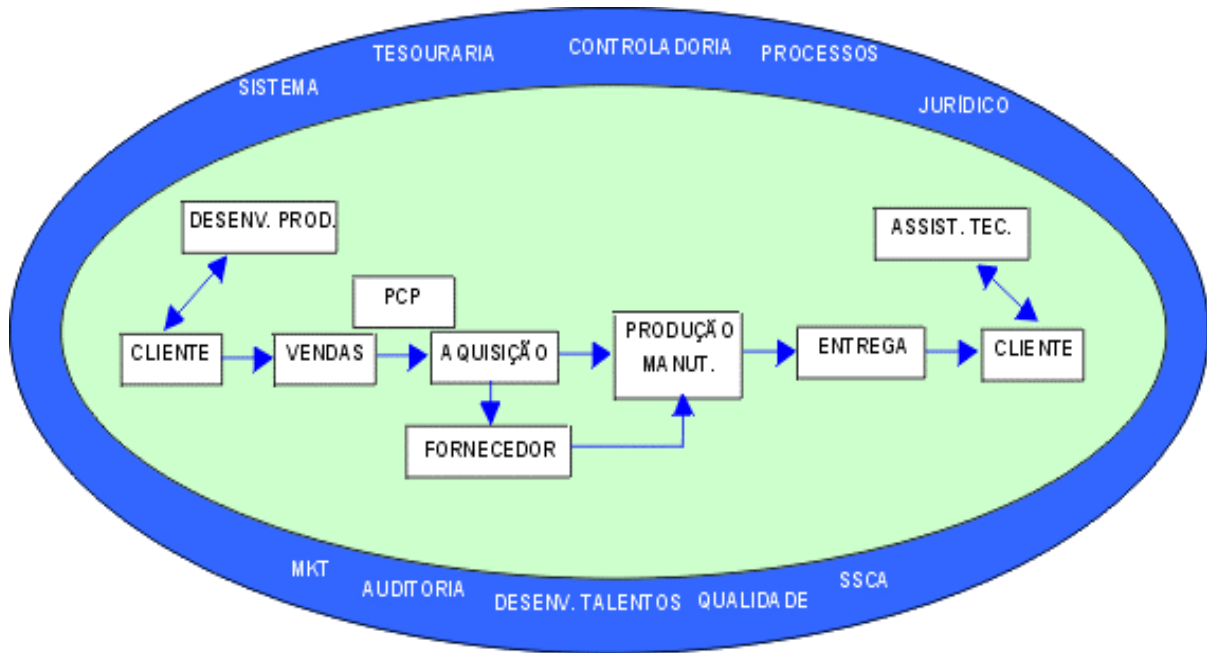 SISTEMA
TESOURARIA
CONTROLADORIA
PROCESSOS
JURÍDICO
DESENV. PROD.
ASSIST. TEC.
PCP
CLIENTE
VENDAS
AQUISIÇÃO
PRODUÇÃO
MANUT.
ENTREGA
CLIENTE
FORNECEDOR
MKT
AUDITORIA
DESENV. TALENTOS
QUALIDADE
SSCA